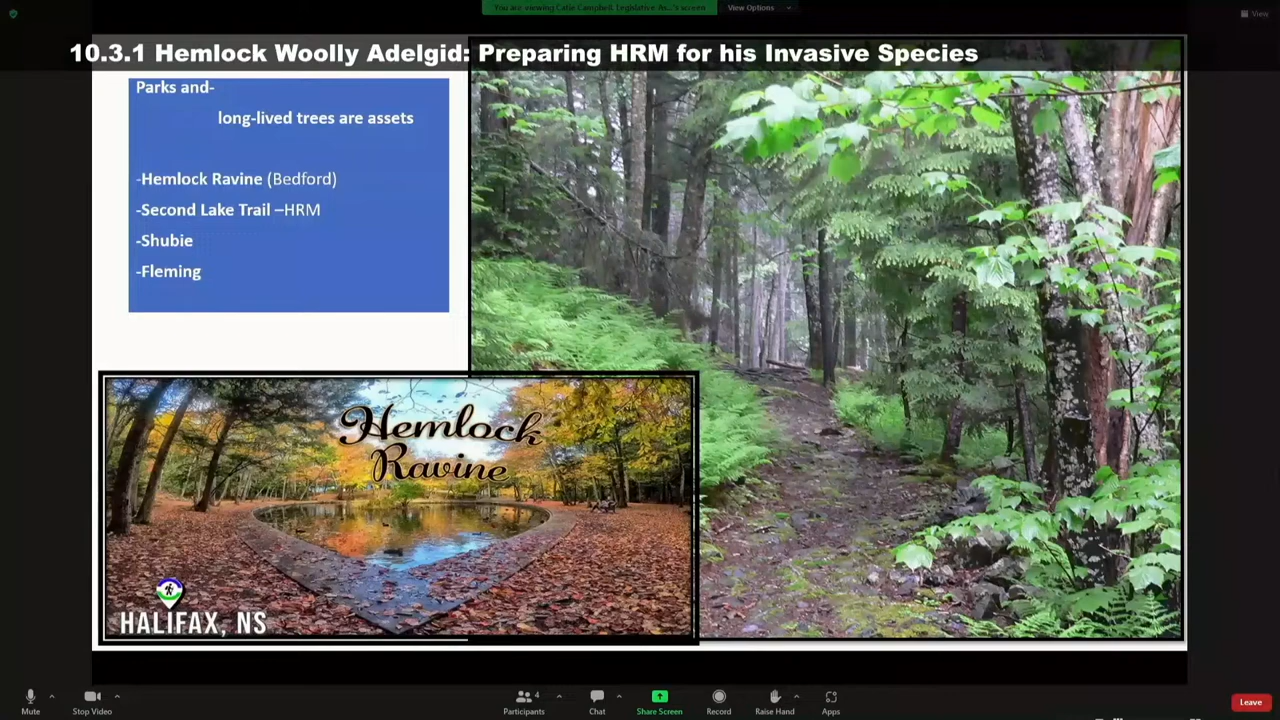 You are viewing Catie Campbell, Legislative. As...'s screen
View Options
View
10.3.1 Hemlock Woolly Adelgid: Preparing HRM for his Invasive Species
Parks and-
long-lived trees are assets
-Hemlock Ravine (Bedford)
-Second Lake Trail –HRM
-Shubie
-Fleming
Hemlock
Ravine
HALIFAX, NS
Mute
Stop Video
4
Participants
Chat
Share Screen
Record
Raise Hand
Apps
Leave